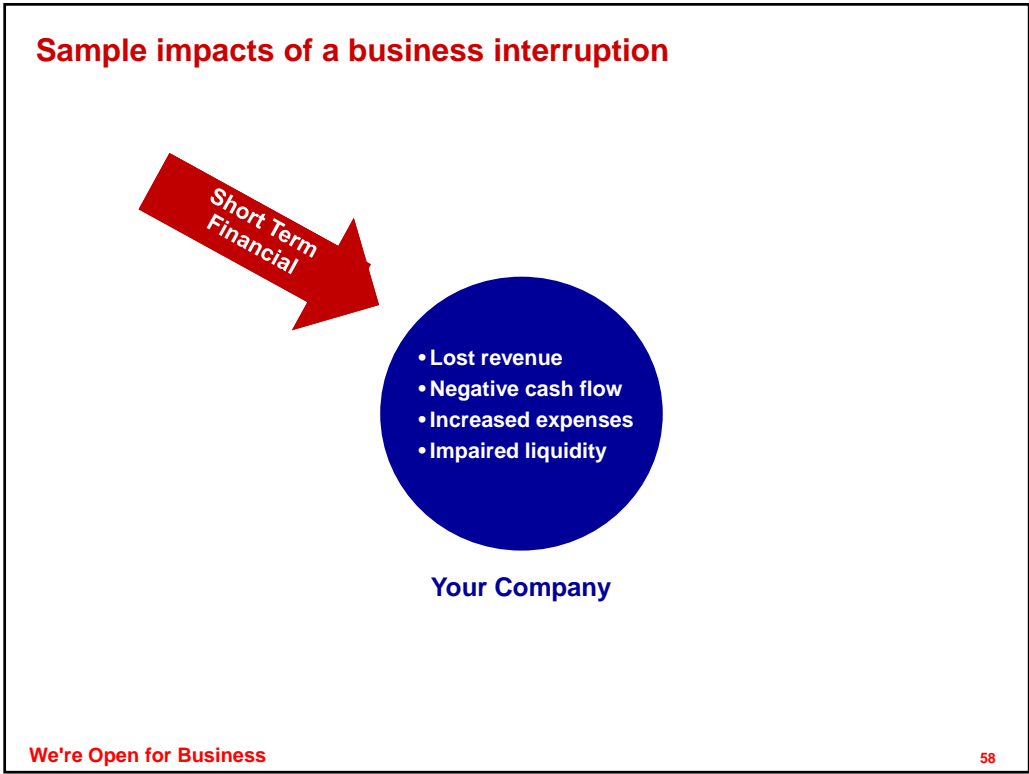 Sample impacts of a business interruption
Short Term
Financial
•Lost revenue
•Negative cash flow
•Increased expenses
•Impaired liquidity
Your Company
We're Open for Business
58